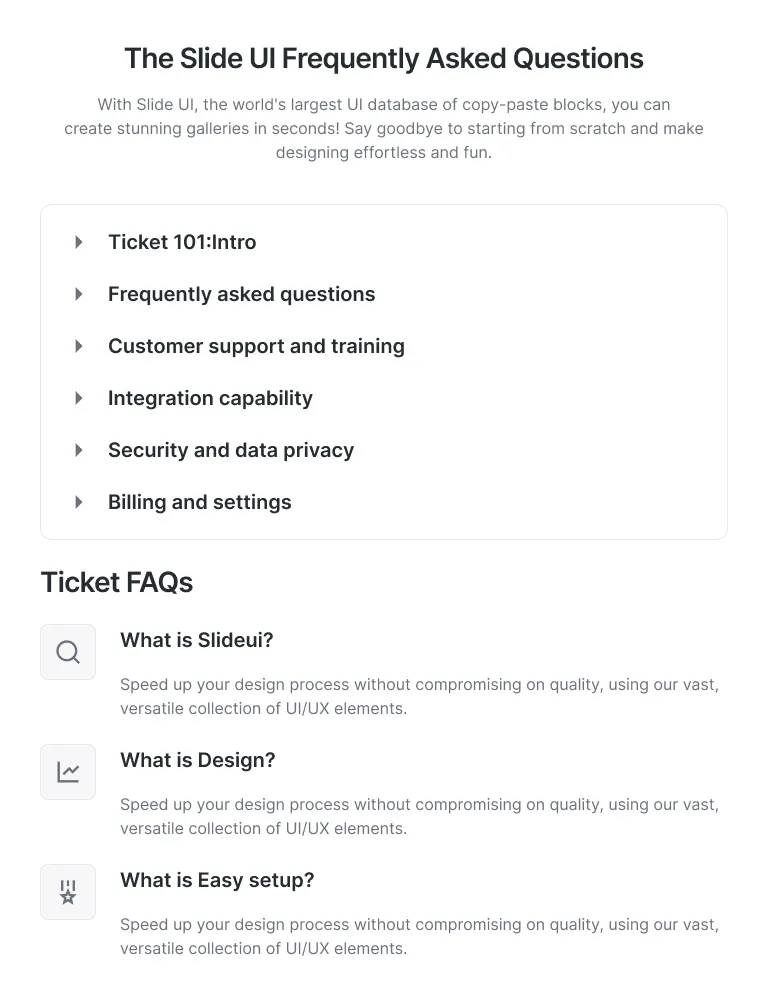 The Slide UI Frequently Asked Questions
With Slide UI, the world's largest UI database of copy-paste blocks, you can
create stunning galleries in seconds! Say goodbye to starting from scratch and make
designing effortless and fun.
Ticket 101:Intro
Frequently asked questions
Customer support and training
Integration capability
Security and data privacy
Billing and settings
Ticket FAQs
What is Slideui?
Speed up your design process without compromising on quality, using our vast,
versatile collection of UI/UX elements.
What is Design?
Speed up your design process without compromising on quality, using our vast,
versatile collection of UI/UX elements.
What is Easy setup?
Speed up your design process without compromising on quality, using our vast,
versatile collection of UI/UX elements.